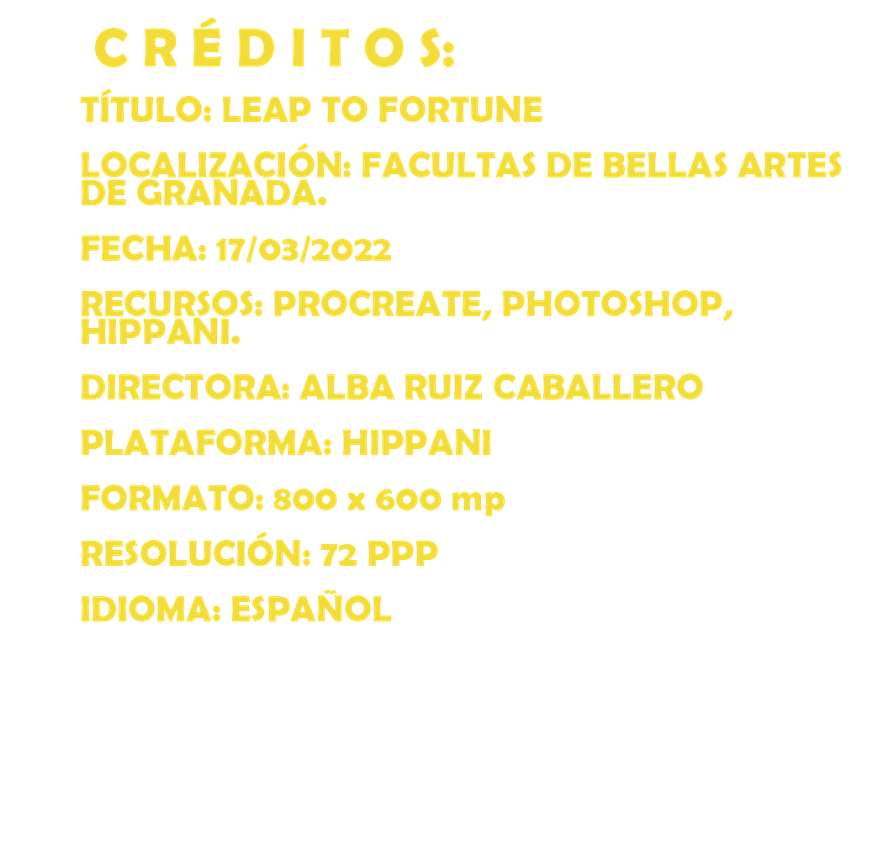 C R É D I T O S:
TÍTULO: LEAP TO FORTUNE
LOCALIZACIÓN: FACULTAS DE BELLAS ARTES
DE GRANADA.
FECHA: 17/03/2022
RECURSOS: PROCREATE, PHOTOSHOP,
HIPPANI.
DIRECTORA: ALBA RUIZ CABALLERO
PLATAFORMA: HIPPANI
FORMATO: 800 x 600 mp
RESOLUCIÓN: 72 PPP
IDIOMA: ESPAÑOL